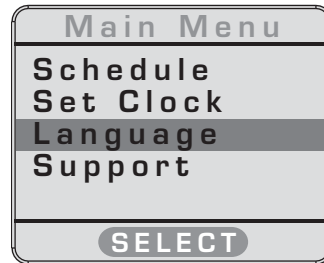 Main Menu
Schedule
Set Clock
Language
Support
SELECT